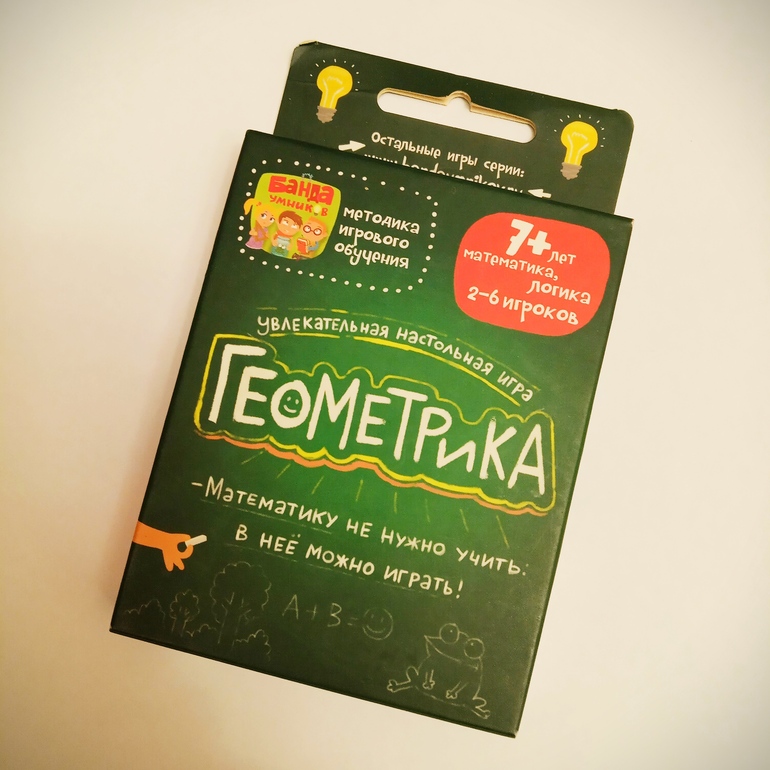 Остальные игры серии:
БАНДА
УМНИКОВ
методика
игрового
обучения
7+ лет
математика,
логика
2-6 игроков
увлекательная настольная игра
ГЕОМЕТРИКА
-Математику не нужно учить:
в неё можно играть!
A+B=